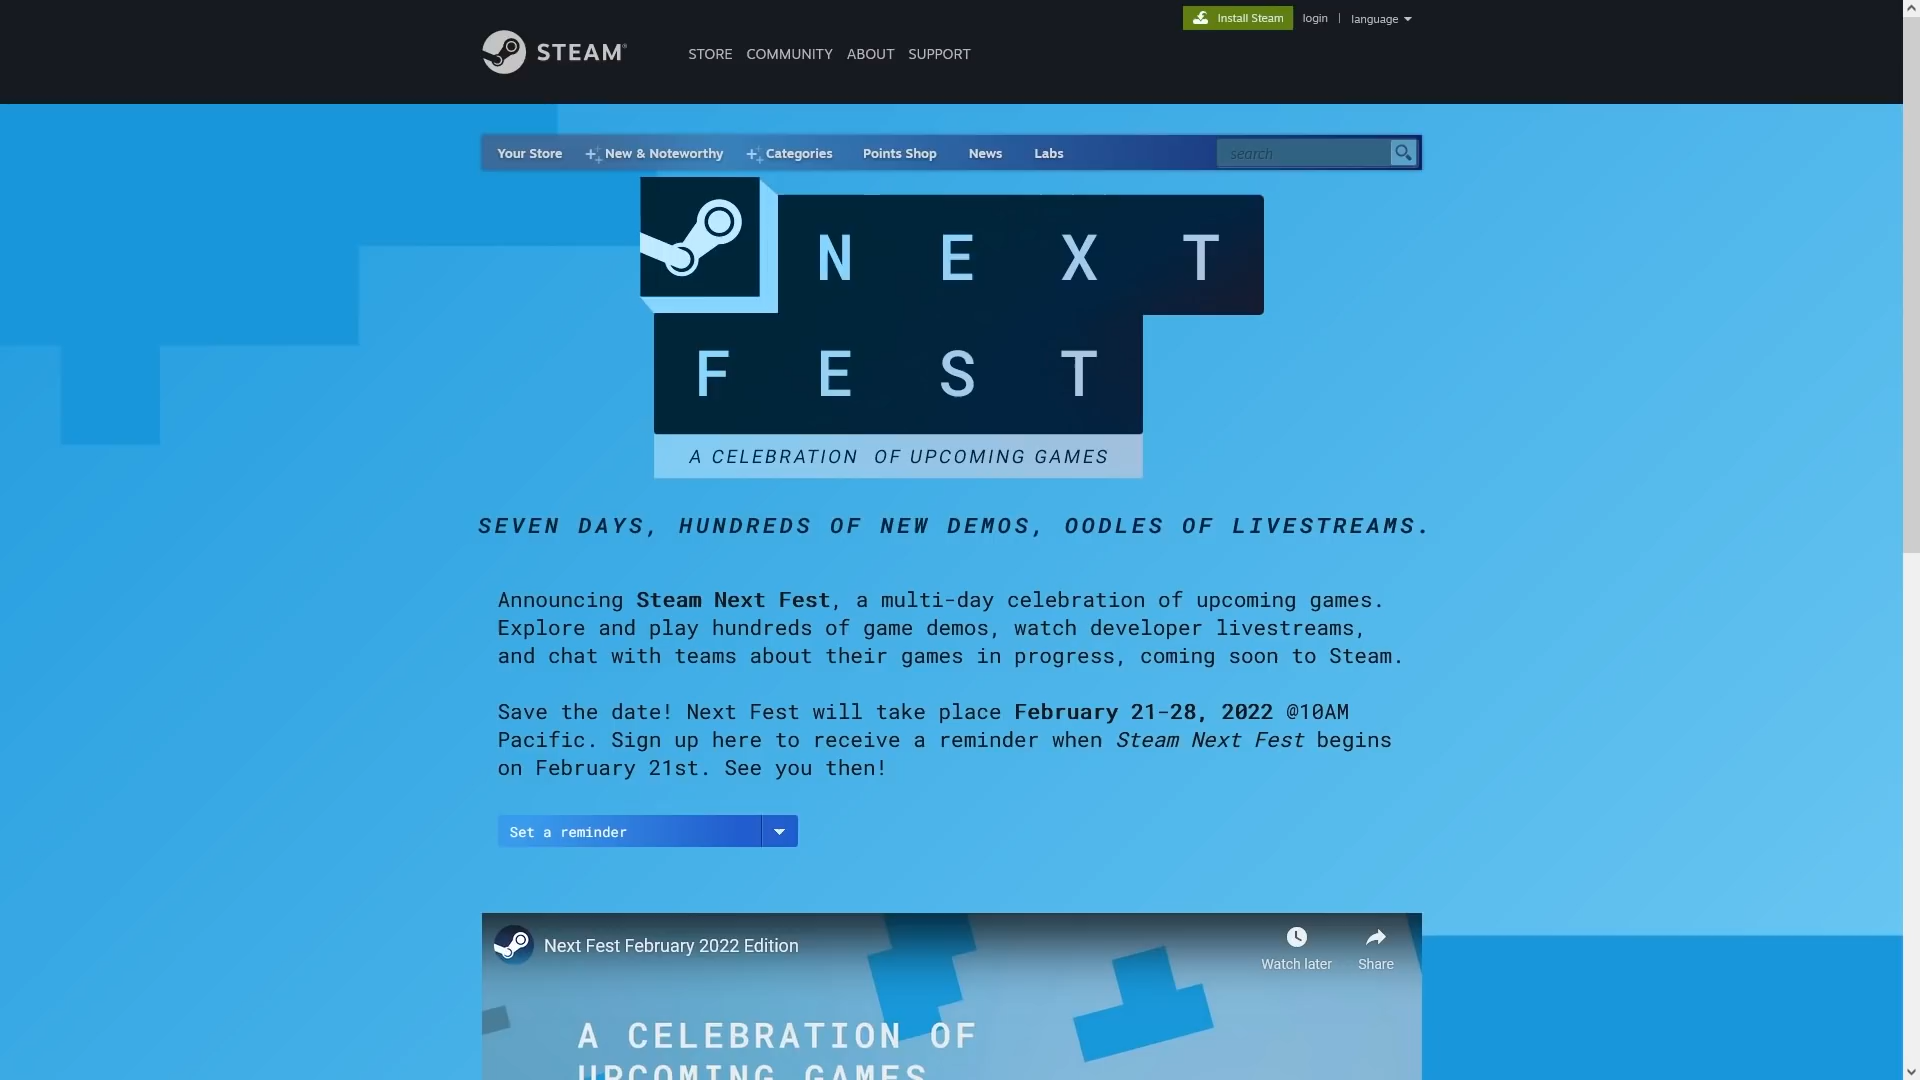 Install Steam login | language
STEAM®
STORE COMMUNITY ABOUT SUPPORT
Your Store New & Noteworthy Categories Points Shop News Labs search
NEXT
FEST
A CELEBRATION OF UPCOMING GAMES
SEVEN DAYS, HUNDREDS OF NEW DEMOS, OODLES OF LIVESTREAMS.
Announcing Steam Next Fest, a multi-day celebration of upcoming games.
Explore and play hundreds of game demos, watch developer livestreams,
and chat with teams about their games in progress, coming soon to Steam.
Save the date! Next Fest will take place February 21-28, 2022 @10AM
Pacific. Sign up here to receive a reminder when Steam Next Fest begins
on February 21st. See you then!
Set a reminder
Next Fest February 2022 Edition
Watch later Share
A CELEBRATION OF
UPCOMING GAMES